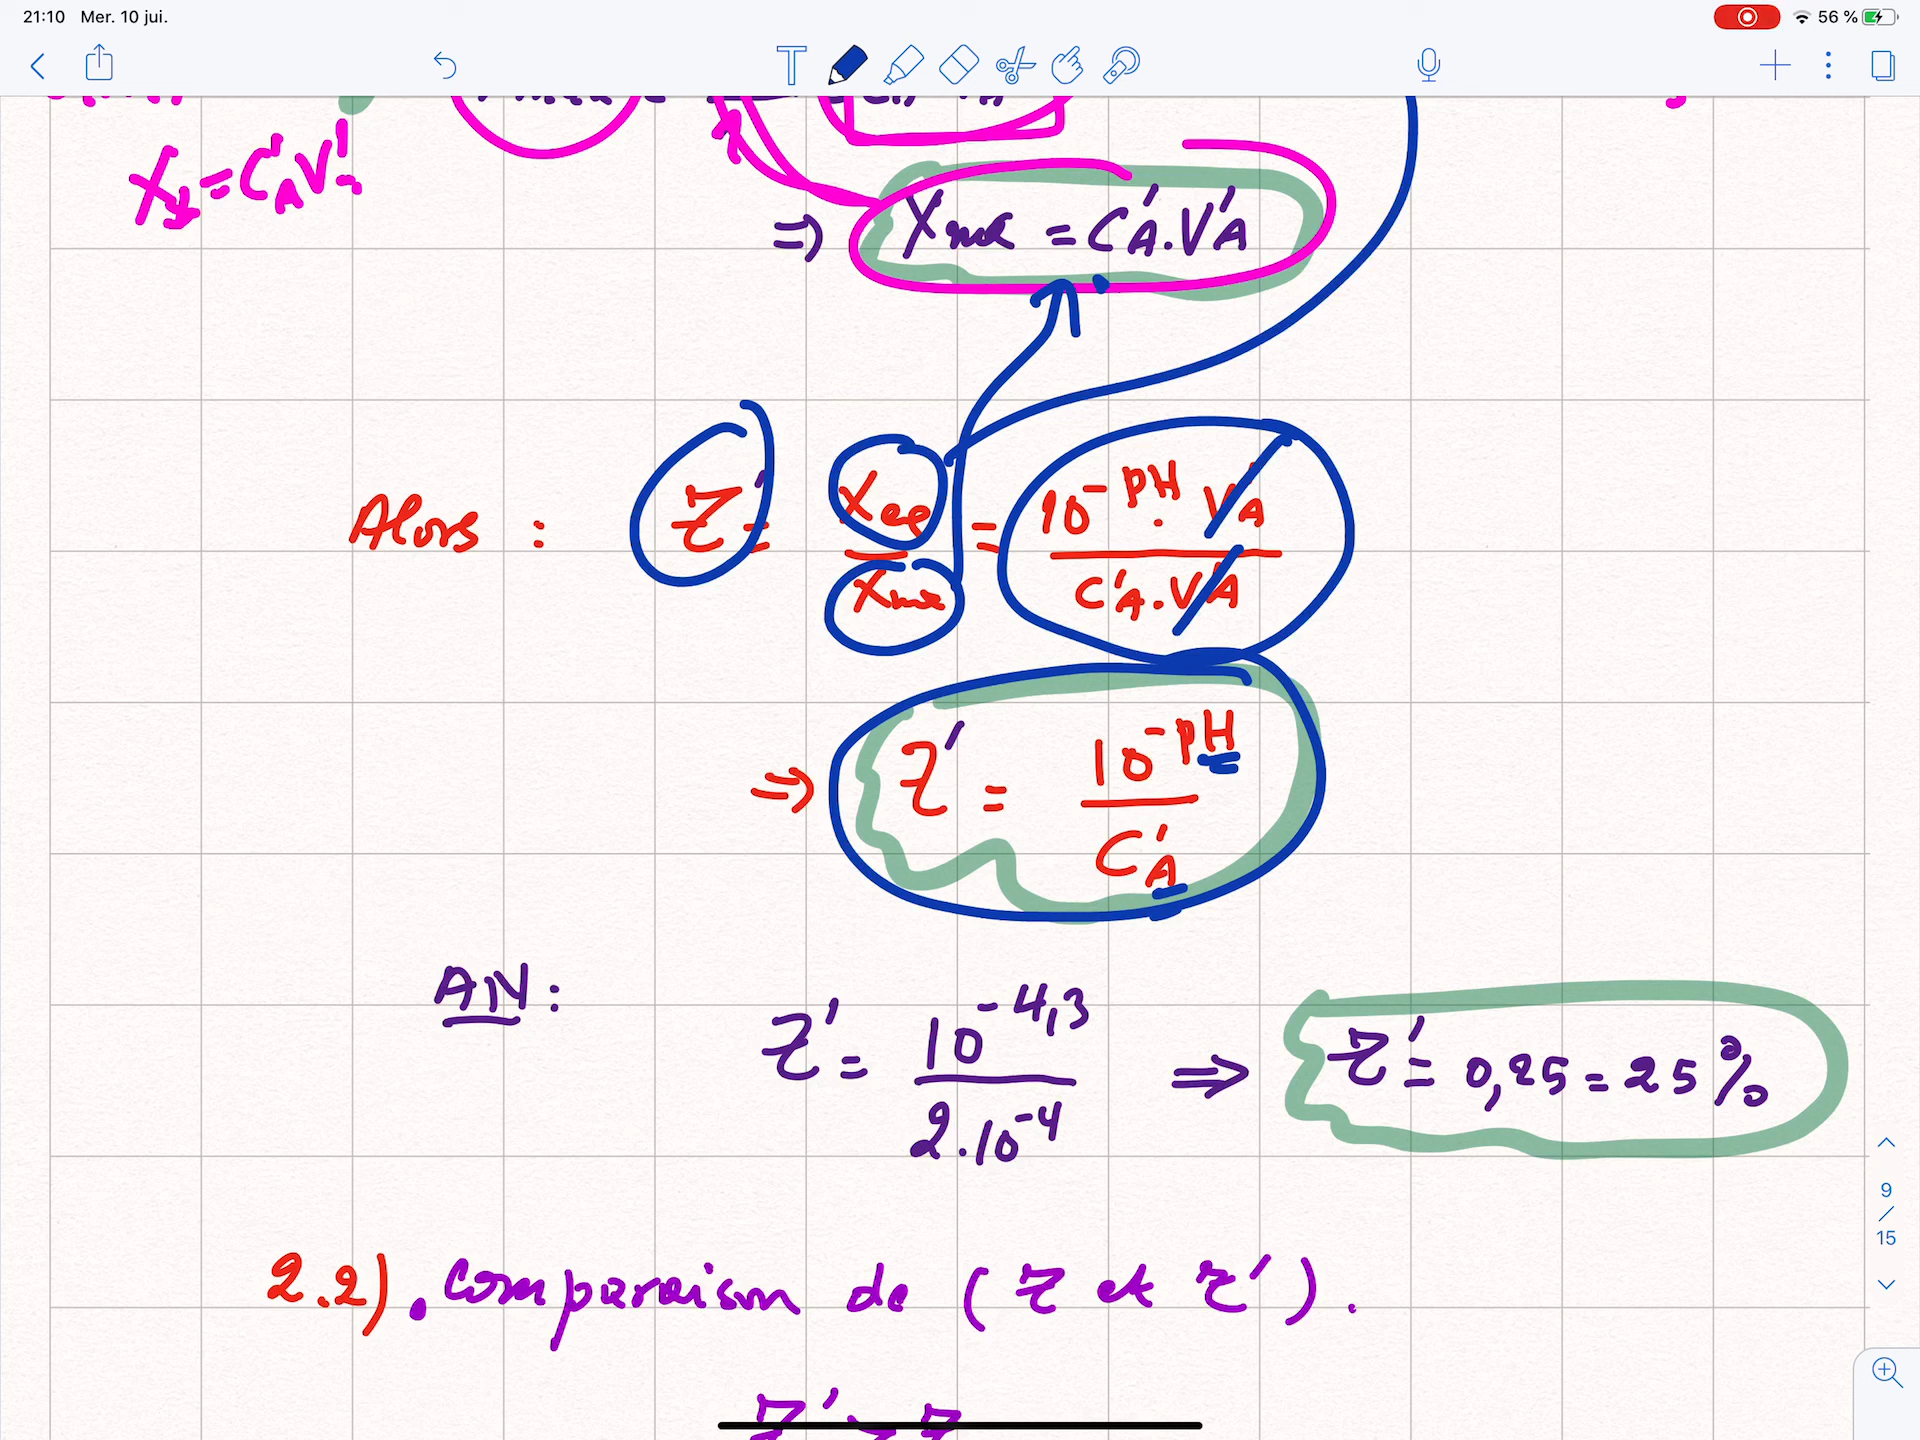 21:10 Mer. 10 jui.
56 %
X = C'A V'
⇒ Xmax = C'A.V'A
Alors : τ' = Xeq / Xmax = 10^-pH . VA / C'A.V'A
⇒ τ' = 10^-pH / C'A
AN : τ' = 10^-4,3 / 2.10^-4 ⇒ τ' = 0,25 = 25%
9 / 15
2.2) . Comparaison de ( τ et τ' ) .
τ' > τ